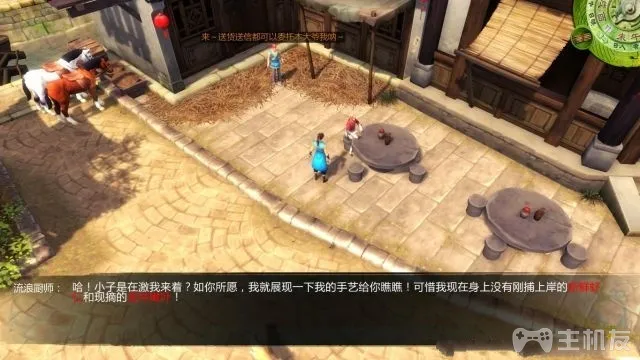 来～送货送信都可以委托本大爷我呐～
流浪厨师：哈！小子是在激我来着？如你所愿，我就展现一下我的手艺给你瞧瞧！可惜我现在身上没有刚捕上岸的
和现摘的！
主机友